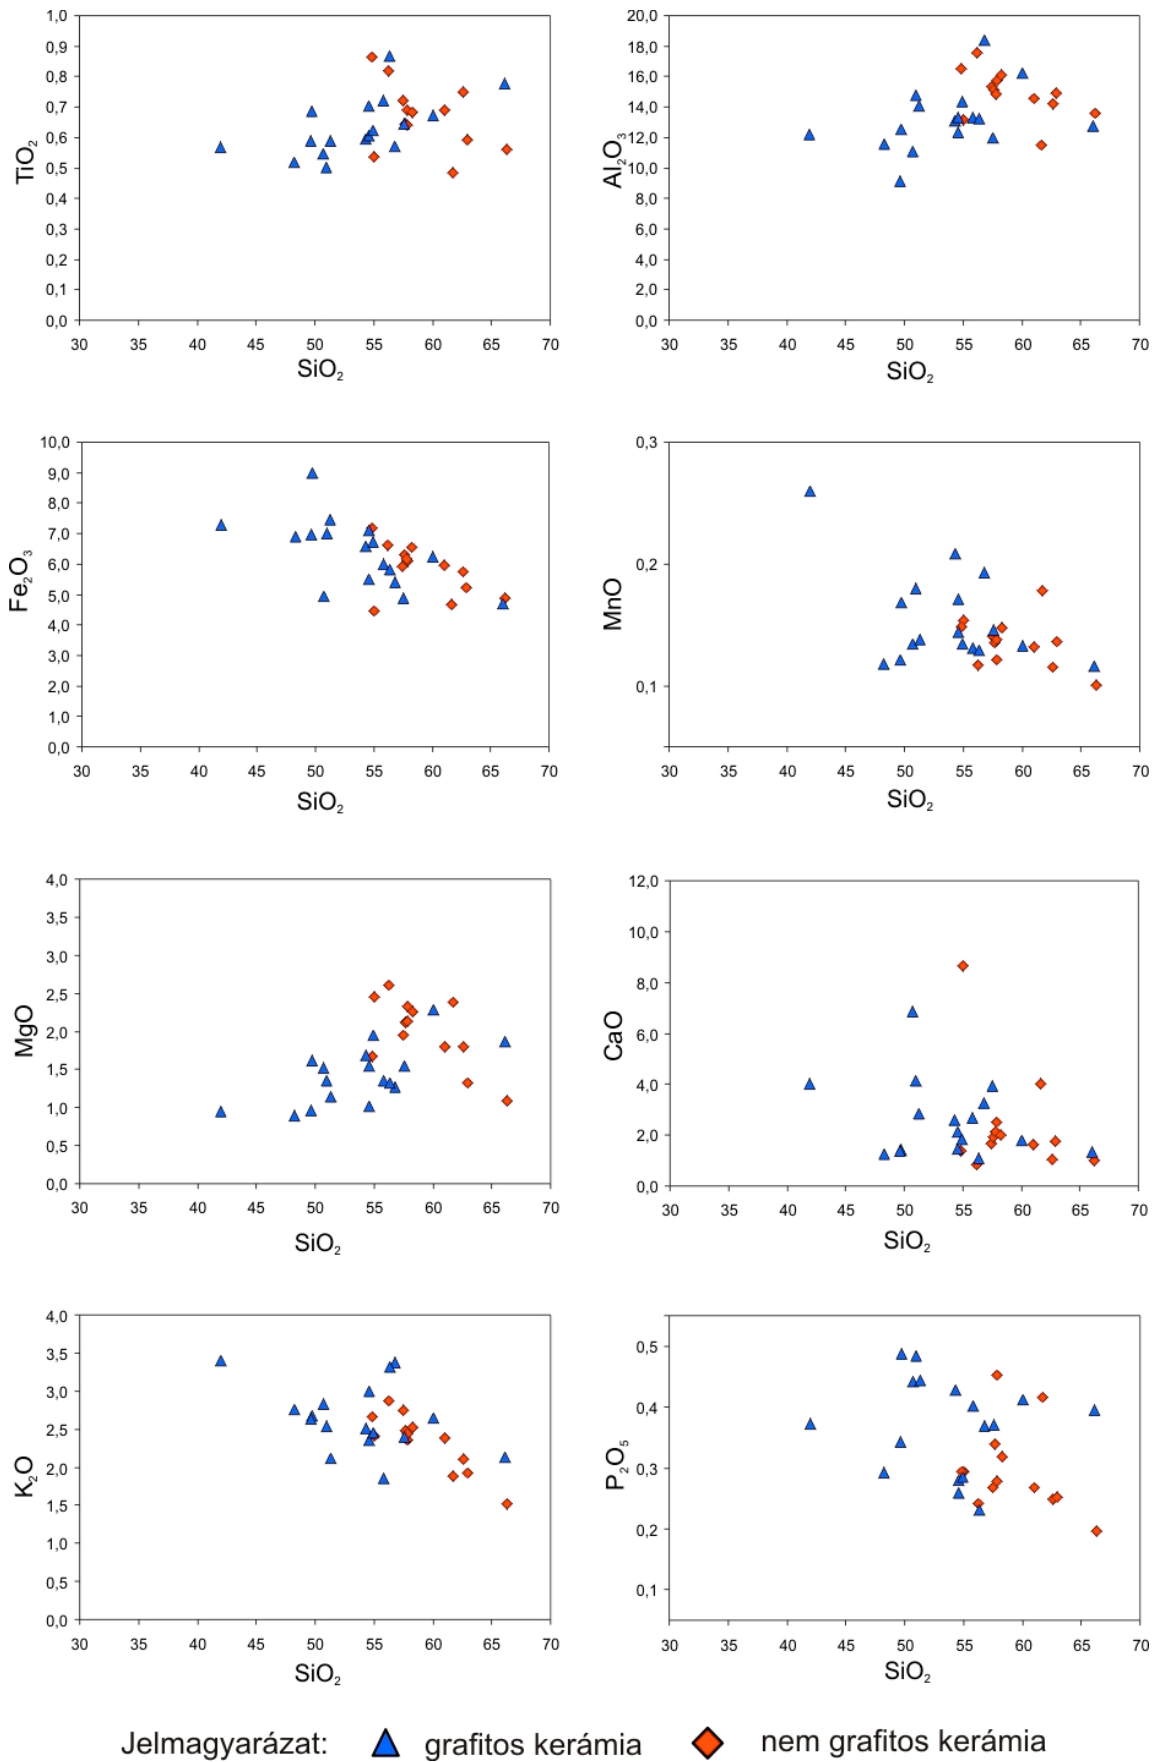 1,0
0,9
0,8
0,7
0,6
0,5
0,4
0,3
0,2
0,1
0,0
TiO₂
30 35 40 45 50 55 60 65 70
SiO₂
20,0
18,0
16,0
14,0
12,0
10,0
8,0
6,0
4,0
2,0
0,0
Al₂O₃
30 35 40 45 50 55 60 65 70
SiO₂
10,0
9,0
8,0
7,0
6,0
5,0
4,0
3,0
2,0
1,0
0,0
Fe₂O₃
30 35 40 45 50 55 60 65 70
SiO₂
0,3
0,2
0,1
MnO
30 35 40 45 50 55 60 65 70
SiO₂
4,0
3,5
3,0
2,5
2,0
1,5
1,0
0,5
0,0
MgO
30 35 40 45 50 55 60 65 70
SiO₂
12,0
10,0
8,0
6,0
4,0
2,0
0,0
CaO
30 35 40 45 50 55 60 65 70
SiO₂
4,0
3,5
3,0
2,5
2,0
1,5
1,0
0,5
0,0
K₂O
30 35 40 45 50 55 60 65 70
SiO₂
0,5
0,4
0,3
0,2
0,1
P₂O₅
30 35 40 45 50 55 60 65 70
SiO₂
Jelmagyarázat: grafitos kerámia nem grafitos kerámia